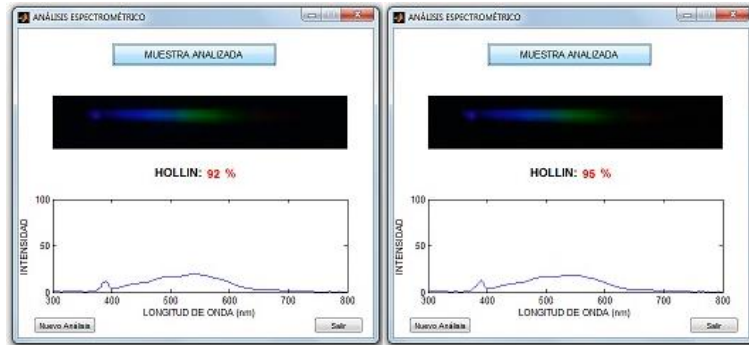 ANÁLISIS ESPECTROMÉTRICO
MUESTRA ANALIZADA
HOLLIN: 92 %
100
50
0
INTENSIDAD
300 400 500 600 700 800
LONGITUD DE ONDA (nm)
Nuevo Análisis
Salir
ANÁLISIS ESPECTROMÉTRICO
MUESTRA ANALIZADA
HOLLIN: 95 %
100
50
0
INTENSIDAD
300 400 500 600 700 800
LONGITUD DE ONDA (nm)
Nuevo Análisis
Salir